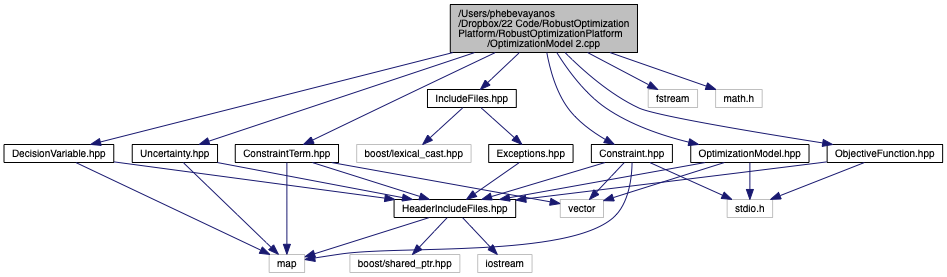 /Users/phebevayanos
/Dropbox/22 Code/RobustOptimization
Platform/RobustOptimizationPlatform
/OptimizationModel 2.cpp
IncludeFiles.hpp
fstream
math.h
DecisionVariable.hpp
Uncertainty.hpp
ConstraintTerm.hpp
boost/lexical_cast.hpp
Exceptions.hpp
Constraint.hpp
OptimizationModel.hpp
ObjectiveFunction.hpp
HeaderIncludeFiles.hpp
vector
stdio.h
map
boost/shared_ptr.hpp
iostream